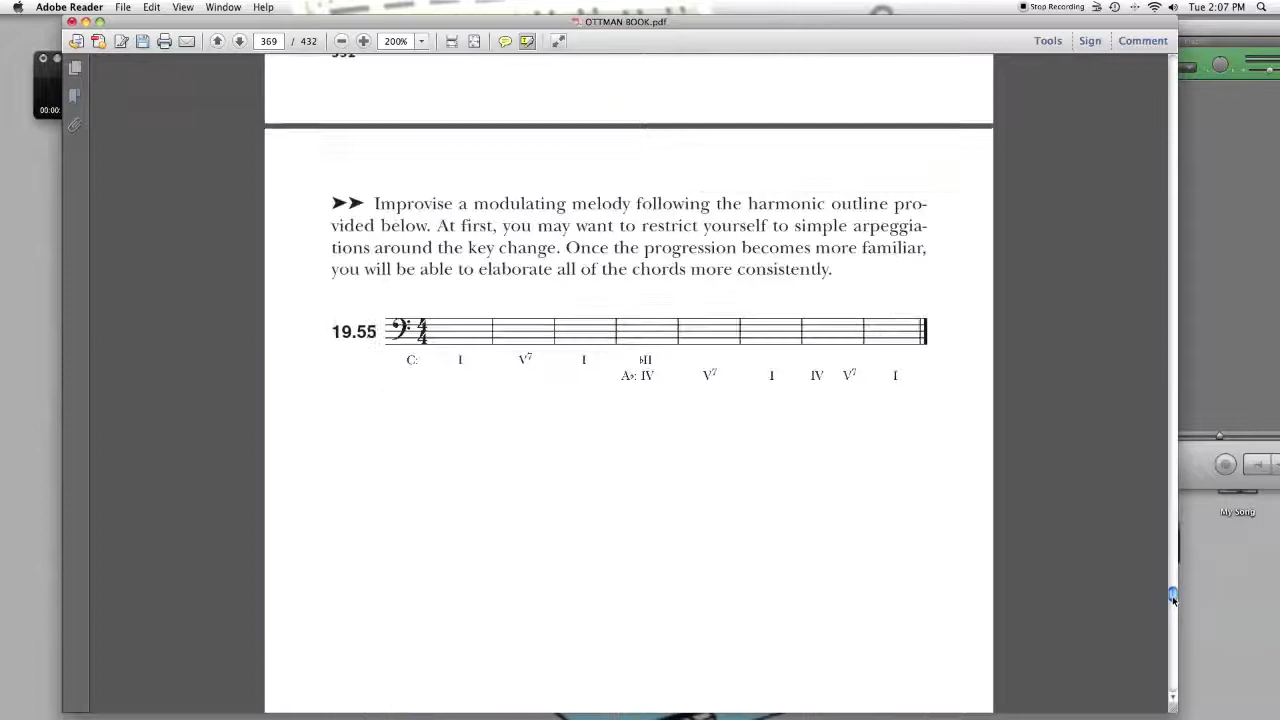 Adobe Reader File Edit View Window Help Stop Recording Tue 2:07 PM
OTTMAN BOOK.pdf
369 / 432 200% Tools Sign Comment
00:00:
➤➤ Improvise a modulating melody following the harmonic outline pro-
vided below. At first, you may want to restrict yourself to simple arpeggia-
tions around the key change. Once the progression becomes more familiar,
you will be able to elaborate all of the chords more consistently.
19.55
C: I V7 I ♭II
A♭: IV V7 I IV V7 I
My Song